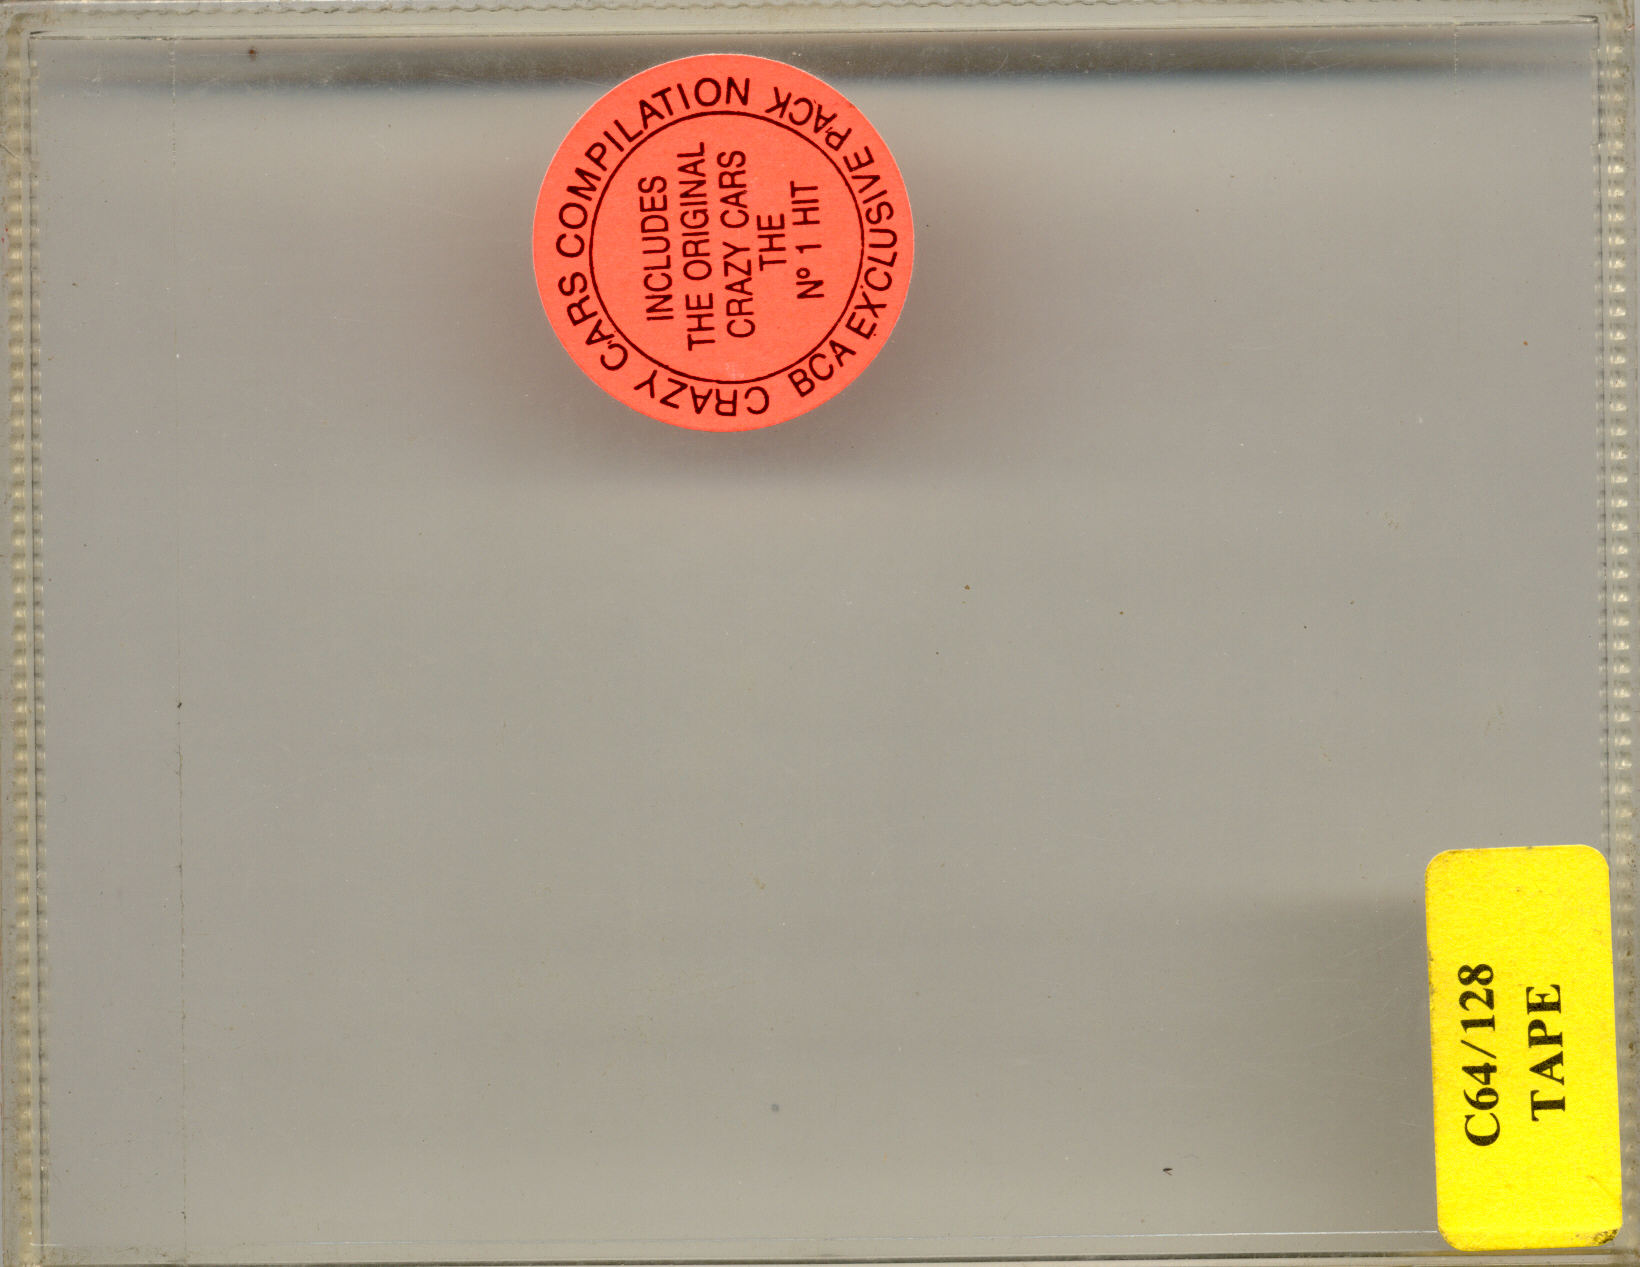 CRAZY CARS COMPILATION
BCA EXCLUSIVE PACK
INCLUDES
THE ORIGINAL
CRAZY CARS
THE
Nº 1 HIT
C64/128
TAPE